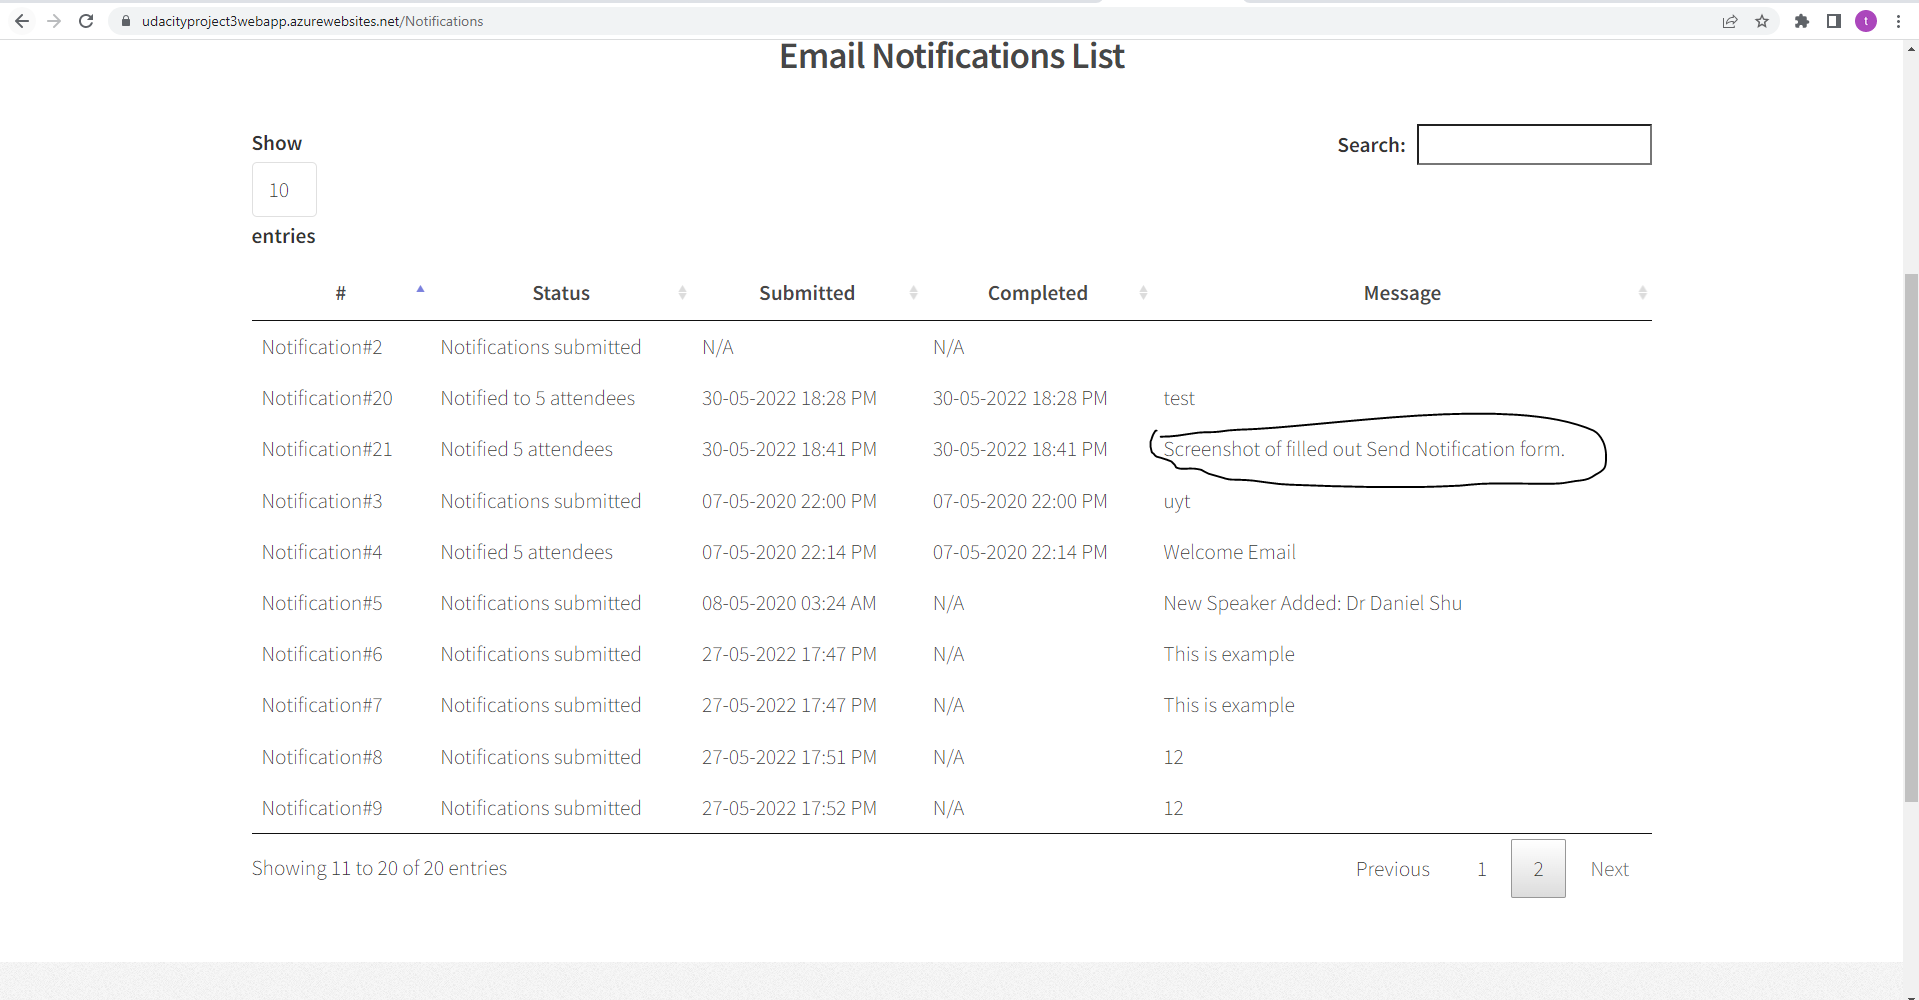 udacityproject3webapp.azurewebsites.net/Notifications
t
Email Notifications List
Show
10
entries
Search:
# Status Submitted Completed Message
Notification#2 Notifications submitted N/A N/A
Notification#20 Notified to 5 attendees 30-05-2022 18:28 PM 30-05-2022 18:28 PM test
Notification#21 Notified 5 attendees 30-05-2022 18:41 PM 30-05-2022 18:41 PM Screenshot of filled out Send Notification form.
Notification#3 Notifications submitted 07-05-2020 22:00 PM 07-05-2020 22:00 PM uyt
Notification#4 Notified 5 attendees 07-05-2020 22:14 PM 07-05-2020 22:14 PM Welcome Email
Notification#5 Notifications submitted 08-05-2020 03:24 AM N/A New Speaker Added: Dr Daniel Shu
Notification#6 Notifications submitted 27-05-2022 17:47 PM N/A This is example
Notification#7 Notifications submitted 27-05-2022 17:47 PM N/A This is example
Notification#8 Notifications submitted 27-05-2022 17:51 PM N/A 12
Notification#9 Notifications submitted 27-05-2022 17:52 PM N/A 12
Showing 11 to 20 of 20 entries Previous 1 2 Next